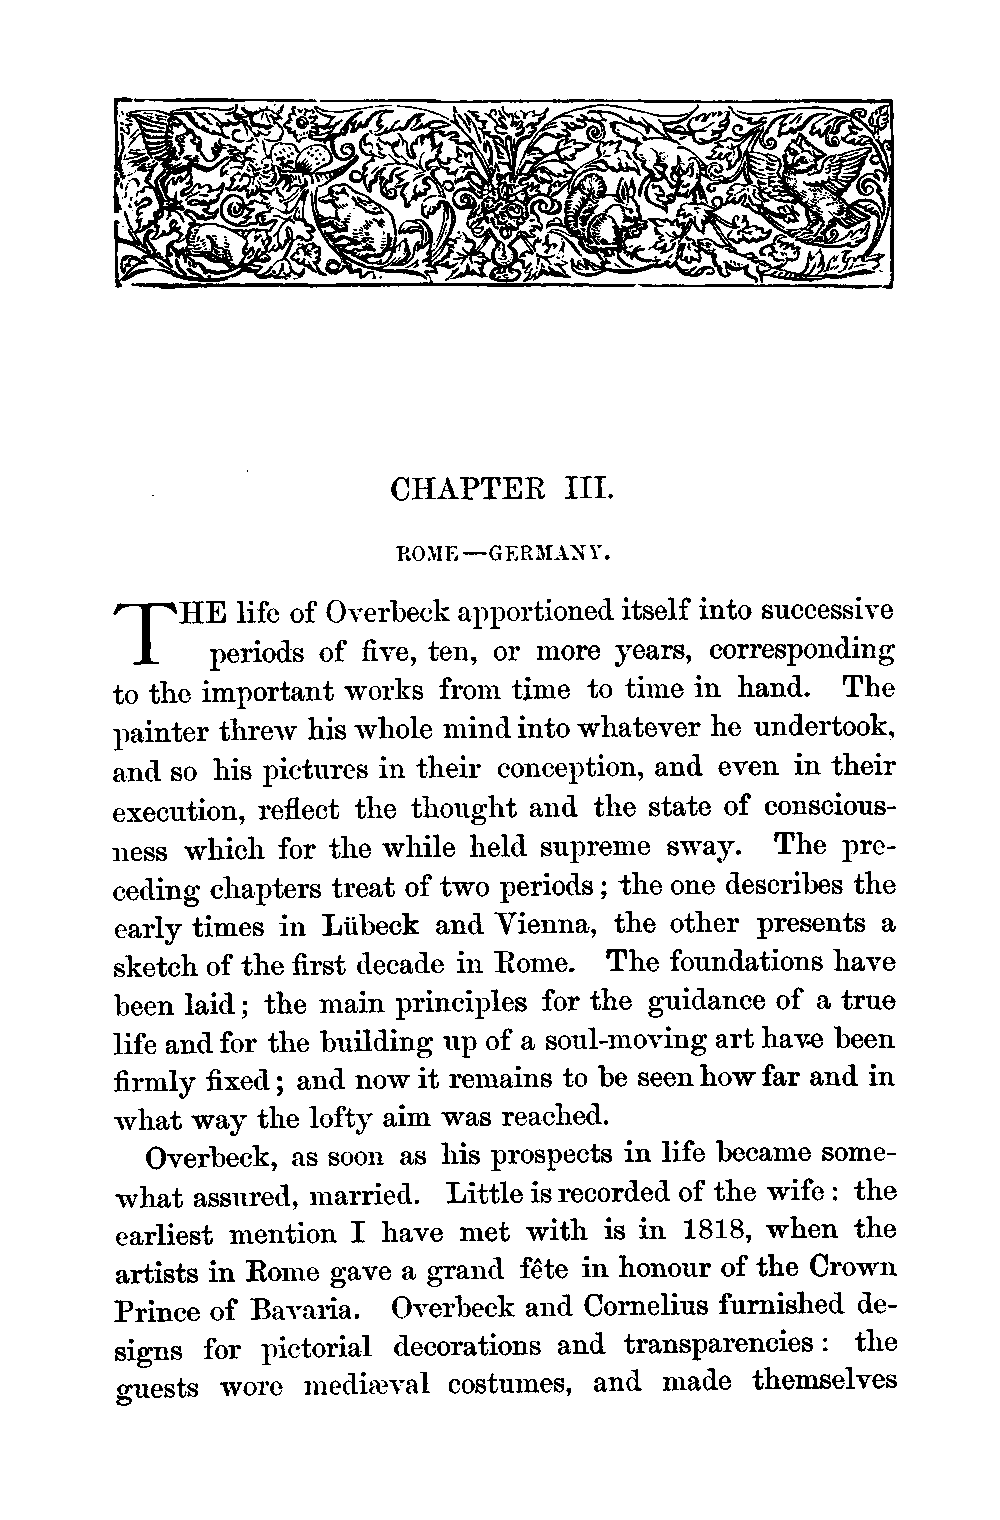 CHAPTER III.
ROME—GERMANY.
THE life of Overbeck apportioned itself into successive
periods of five, ten, or more years, corresponding
to the important works from time to time in hand. The
painter threw his whole mind into whatever he undertook,
and so his pictures in their conception, and even in their
execution, reflect the thought and the state of conscious-
ness which for the while held supreme sway. The pre-
ceding chapters treat of two periods; the one describes the
early times in Lübeck and Vienna, the other presents a
sketch of the first decade in Rome. The foundations have
been laid; the main principles for the guidance of a true
life and for the building up of a soul-moving art have been
firmly fixed; and now it remains to be seen how far and in
what way the lofty aim was reached.
Overbeck, as soon as his prospects in life became some-
what assured, married. Little is recorded of the wife: the
earliest mention I have met with is in 1818, when the
artists in Rome gave a grand fête in honour of the Crown
Prince of Bavaria. Overbeck and Cornelius furnished de-
signs for pictorial decorations and transparencies: the
guests wore mediæval costumes, and made themselves